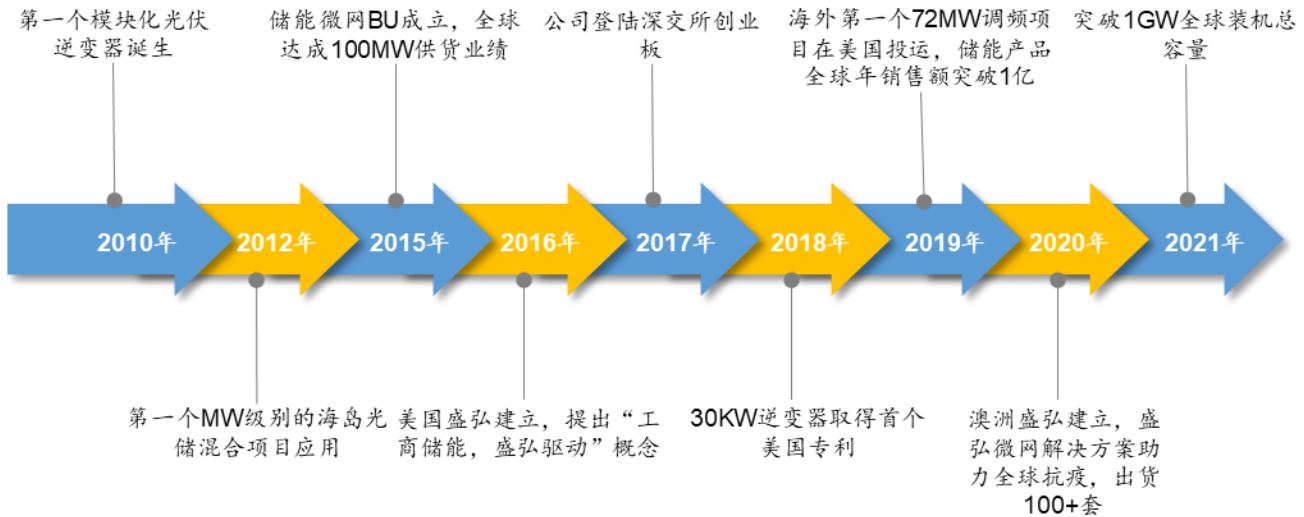 第一个模块化光伏
逆变器诞生
储能微网BU成立，全球
达成100MW供货业绩
公司登陆深交所创业
板
海外第一个72MW调频项
目在美国投运，储能产品
全球年销售额突破1亿
突破1GW全球装机总
容量
2010年
2012年
2015年
2016年
2017年
2018年
2019年
2020年
2021年
第一个MW级别的海岛光
储混合项目应用
美国盛弘建立，提出“工
商储能，盛弘驱动”概念
30KW逆变器取得首个
美国专利
澳洲盛弘建立，盛
弘微网解决方案助
力全球抗疫，出货
100+套